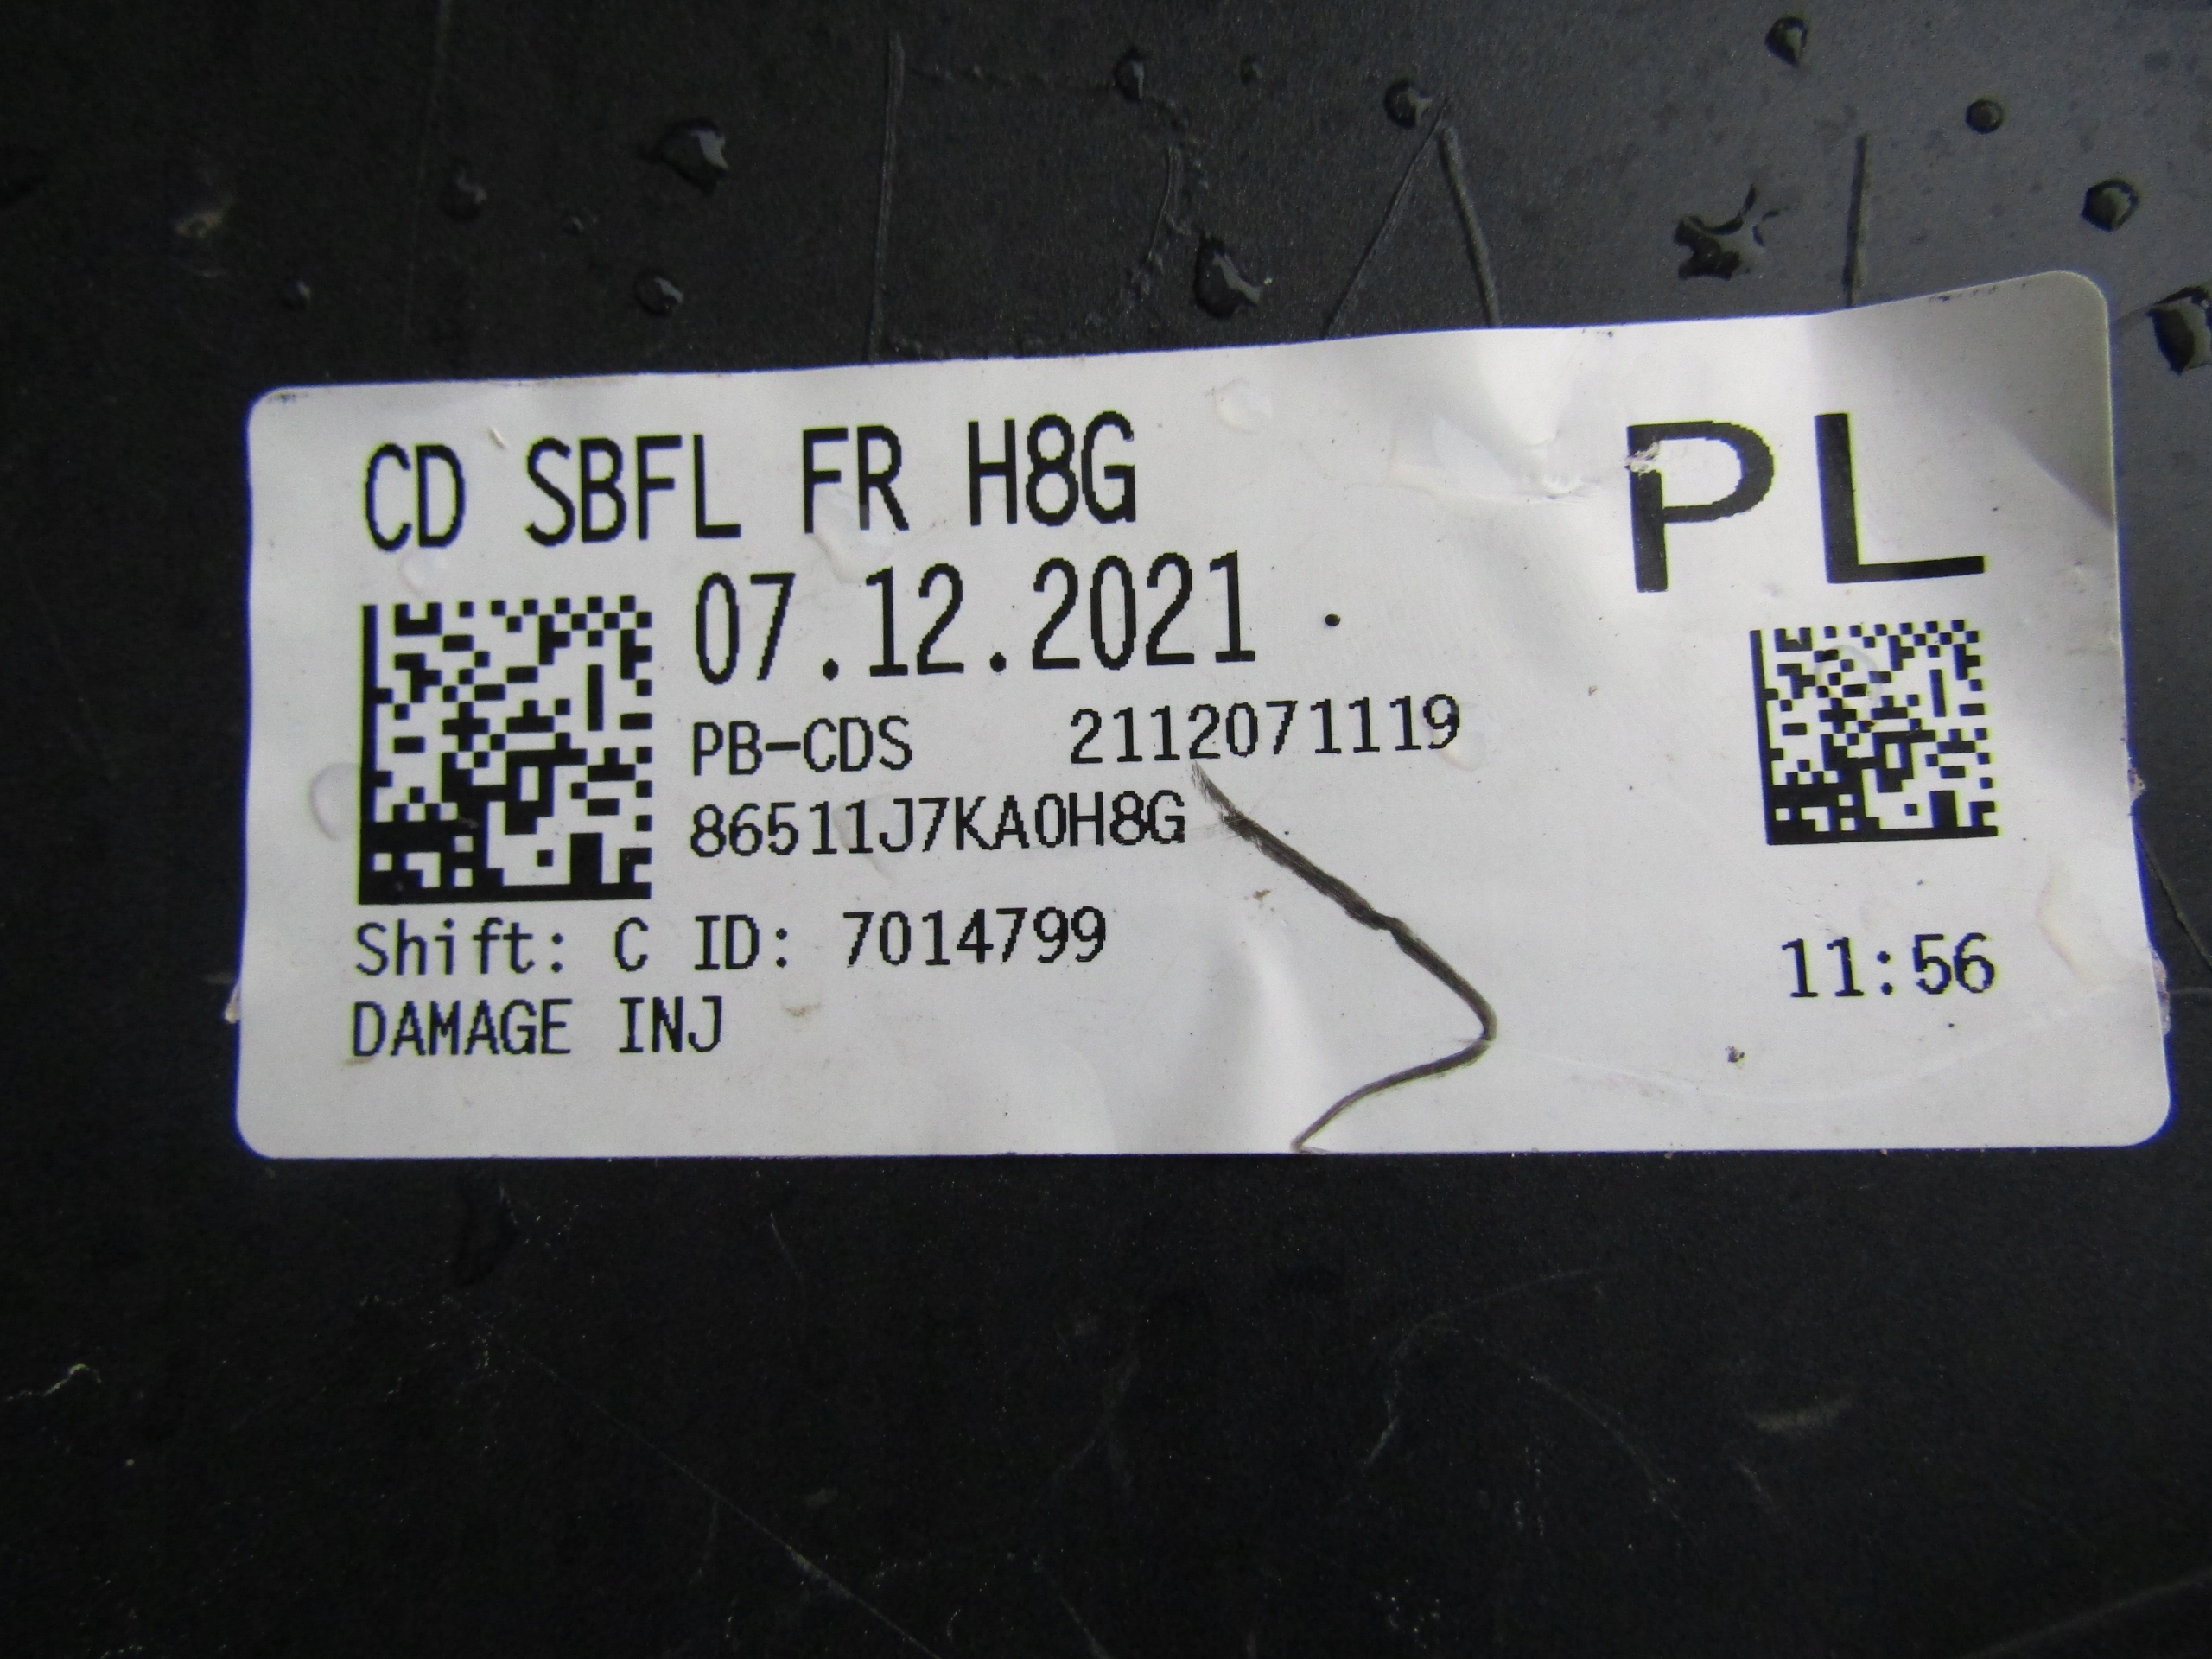 CD SBFL FR H8G
PL
07.12.2021 .
PB-CDS 2112071119
86511J7KA0H8G
Shift: C ID: 7014799
11:56
DAMAGE INJ